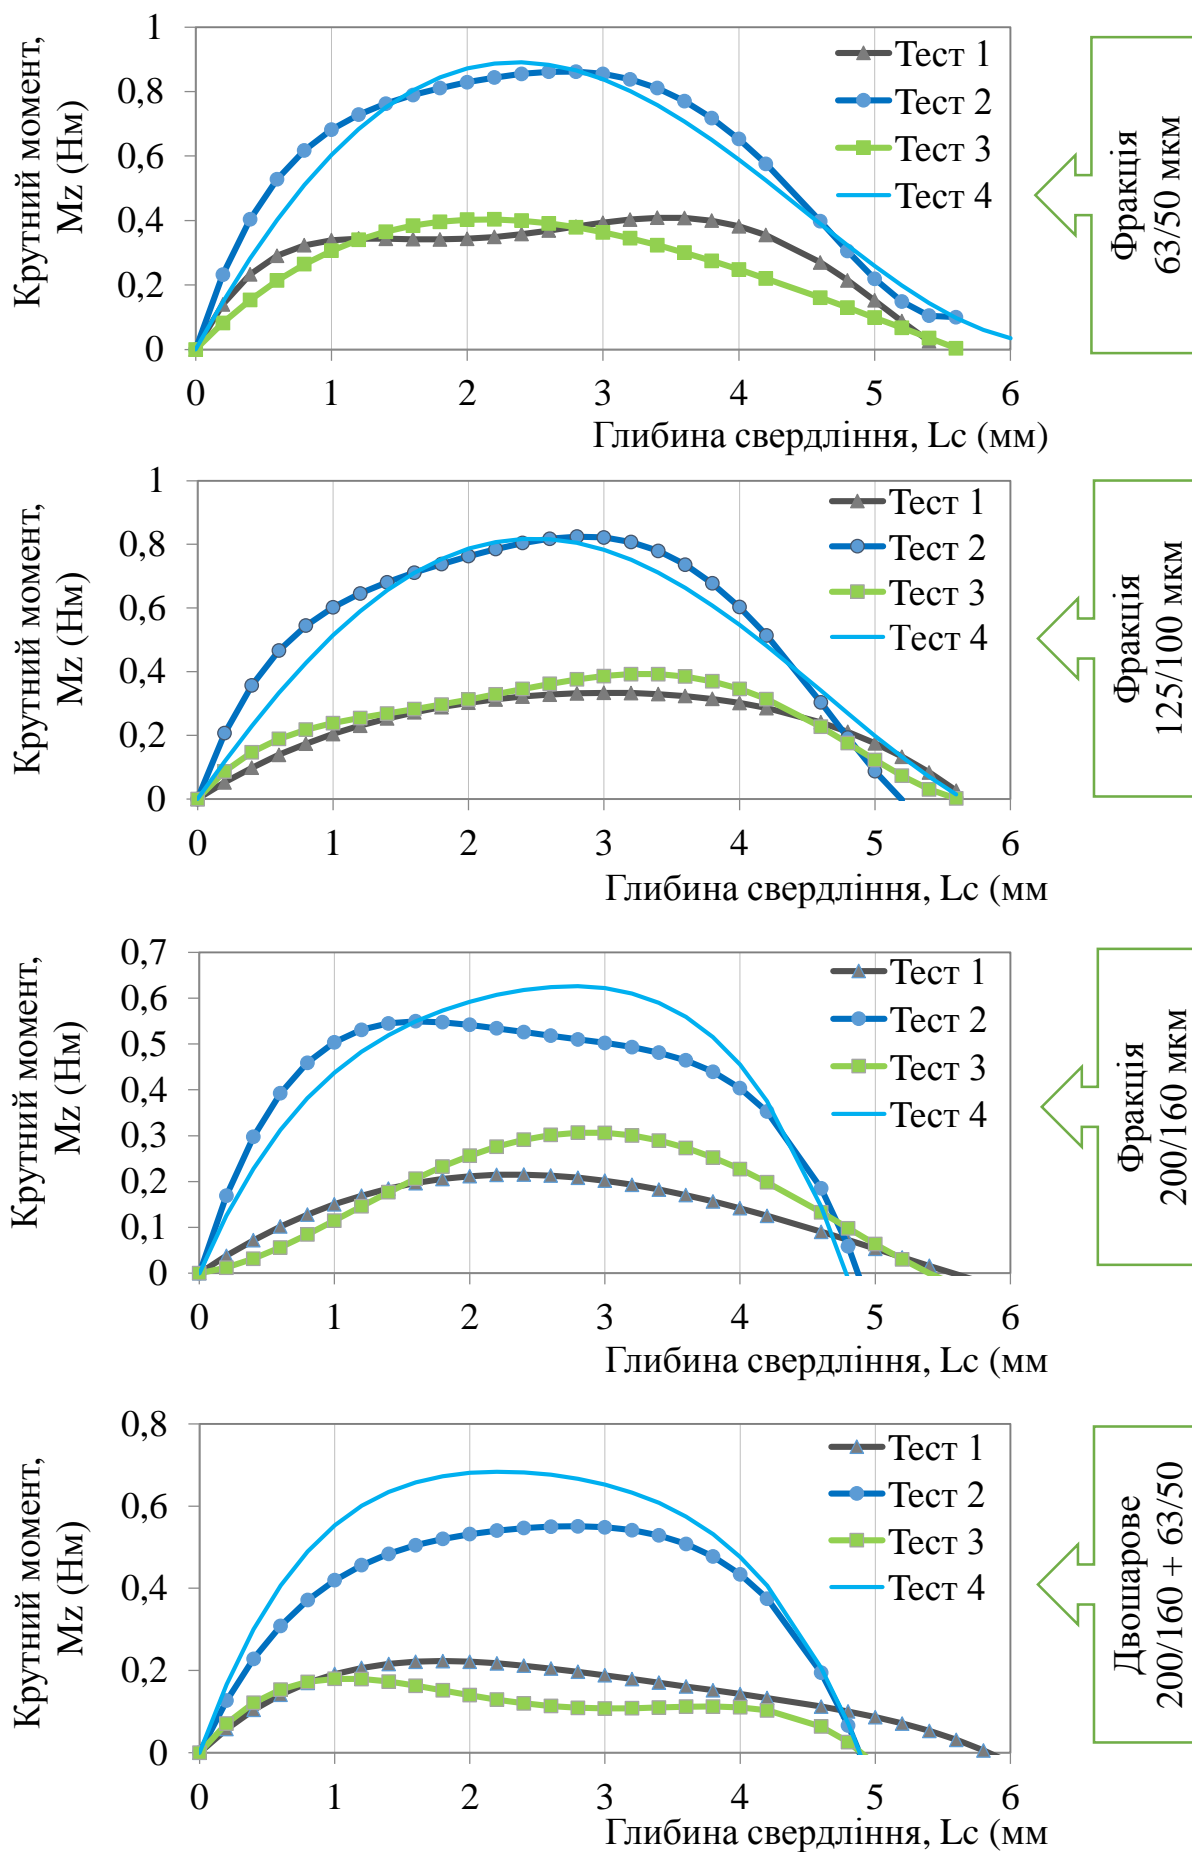 Крутний момент,
Mz (Нм)
1
0,8
0,6
0,4
0,2
0
0 1 2 3 4 5 6
Глибина свердління, Lc (мм)
Тест 1
Тест 2
Тест 3
Тест 4
Фракція
63/50 мкм
Крутний момент,
Mz (Нм)
1
0,8
0,6
0,4
0,2
0
0 1 2 3 4 5 6
Глибина свердління, Lc (мм
Тест 1
Тест 2
Тест 3
Тест 4
Фракція
125/100 мкм
Крутний момент,
Mz (Нм)
0,7
0,6
0,5
0,4
0,3
0,2
0,1
0
0 1 2 3 4 5 6
Глибина свердління, Lc (мм
Тест 1
Тест 2
Тест 3
Тест 4
Фракція
200/160 мкм
Крутний момент,
Mz (Нм)
0,8
0,6
0,4
0,2
0
0 1 2 3 4 5 6
Глибина свердління, Lc (мм
Тест 1
Тест 2
Тест 3
Тест 4
Двошарове
200/160 + 63/50